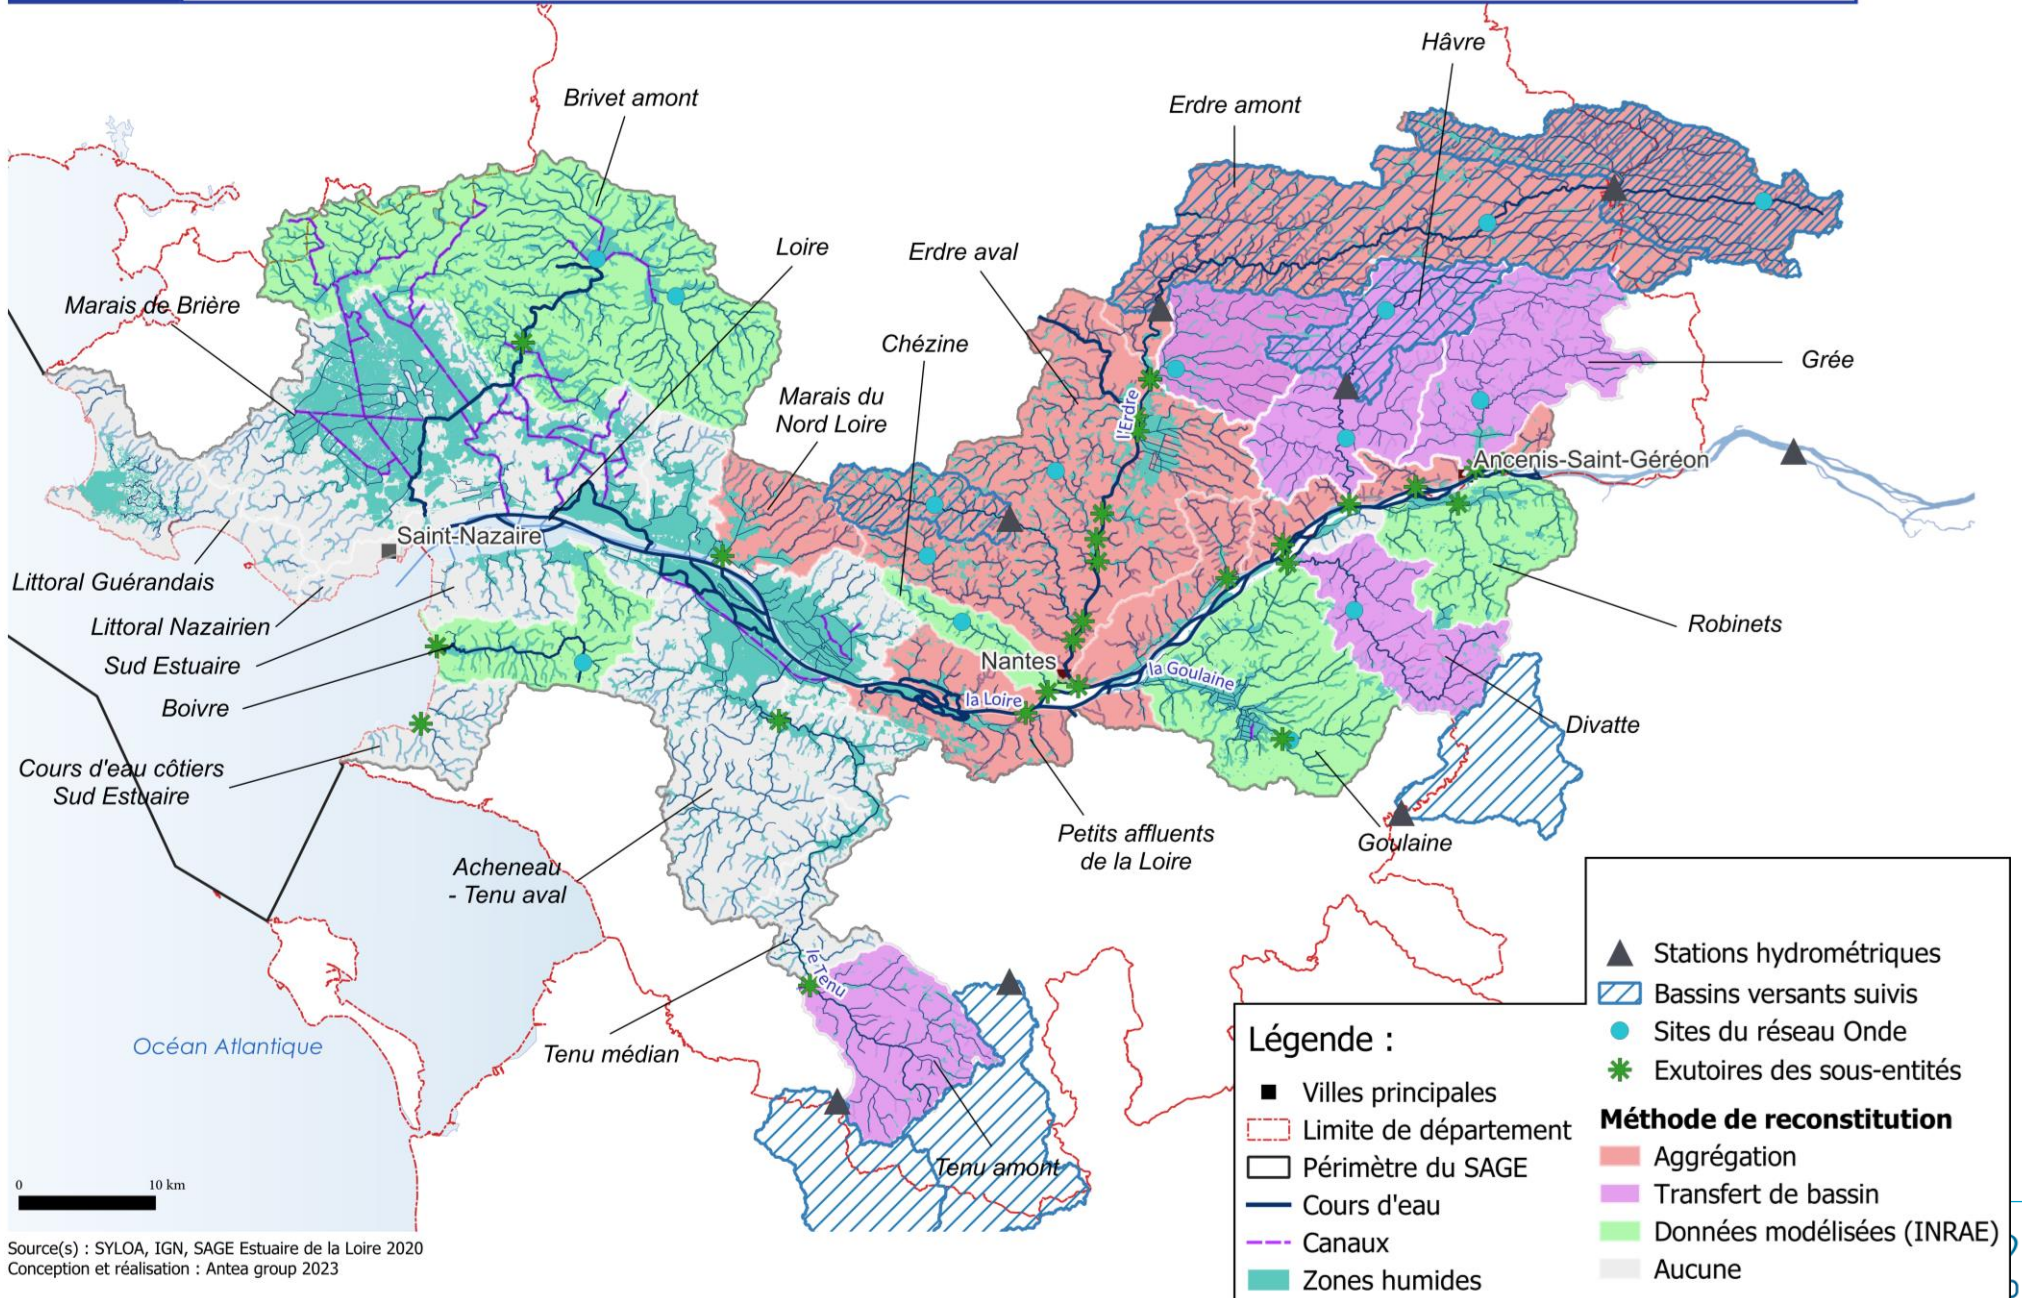 Hâvre
Brivet amont
Erdre amont
Loire
Erdre aval
Marais de Brière
Chézine
Grée
Marais du
Nord Loire
l'Erdre
Ancenis-Saint-Géréon
Saint-Nazaire
Littoral Guérandais
Littoral Nazairien
Robinets
Sud Estuaire
Nantes
la Goulaine
la Loire
Boivre
Divatte
Cours d'eau côtiers
Sud Estuaire
Petits affluents
de la Loire
Goulaine
Acheneau
- Tenu aval
le Tenu
Océan Atlantique
Tenu médian
Tenu amont
0 10 km
Source(s) : SYLOA, IGN, SAGE Estuaire de la Loire 2020
Conception et réalisation : Antea group 2023
Légende :
Villes principales
Limite de département
Périmètre du SAGE
Cours d'eau
Canaux
Zones humides
Stations hydrométriques
Bassins versants suivis
Sites du réseau Onde
Exutoires des sous-entités
Méthode de reconstitution
Aggrégation
Transfert de bassin
Données modélisées (INRAE)
Aucune